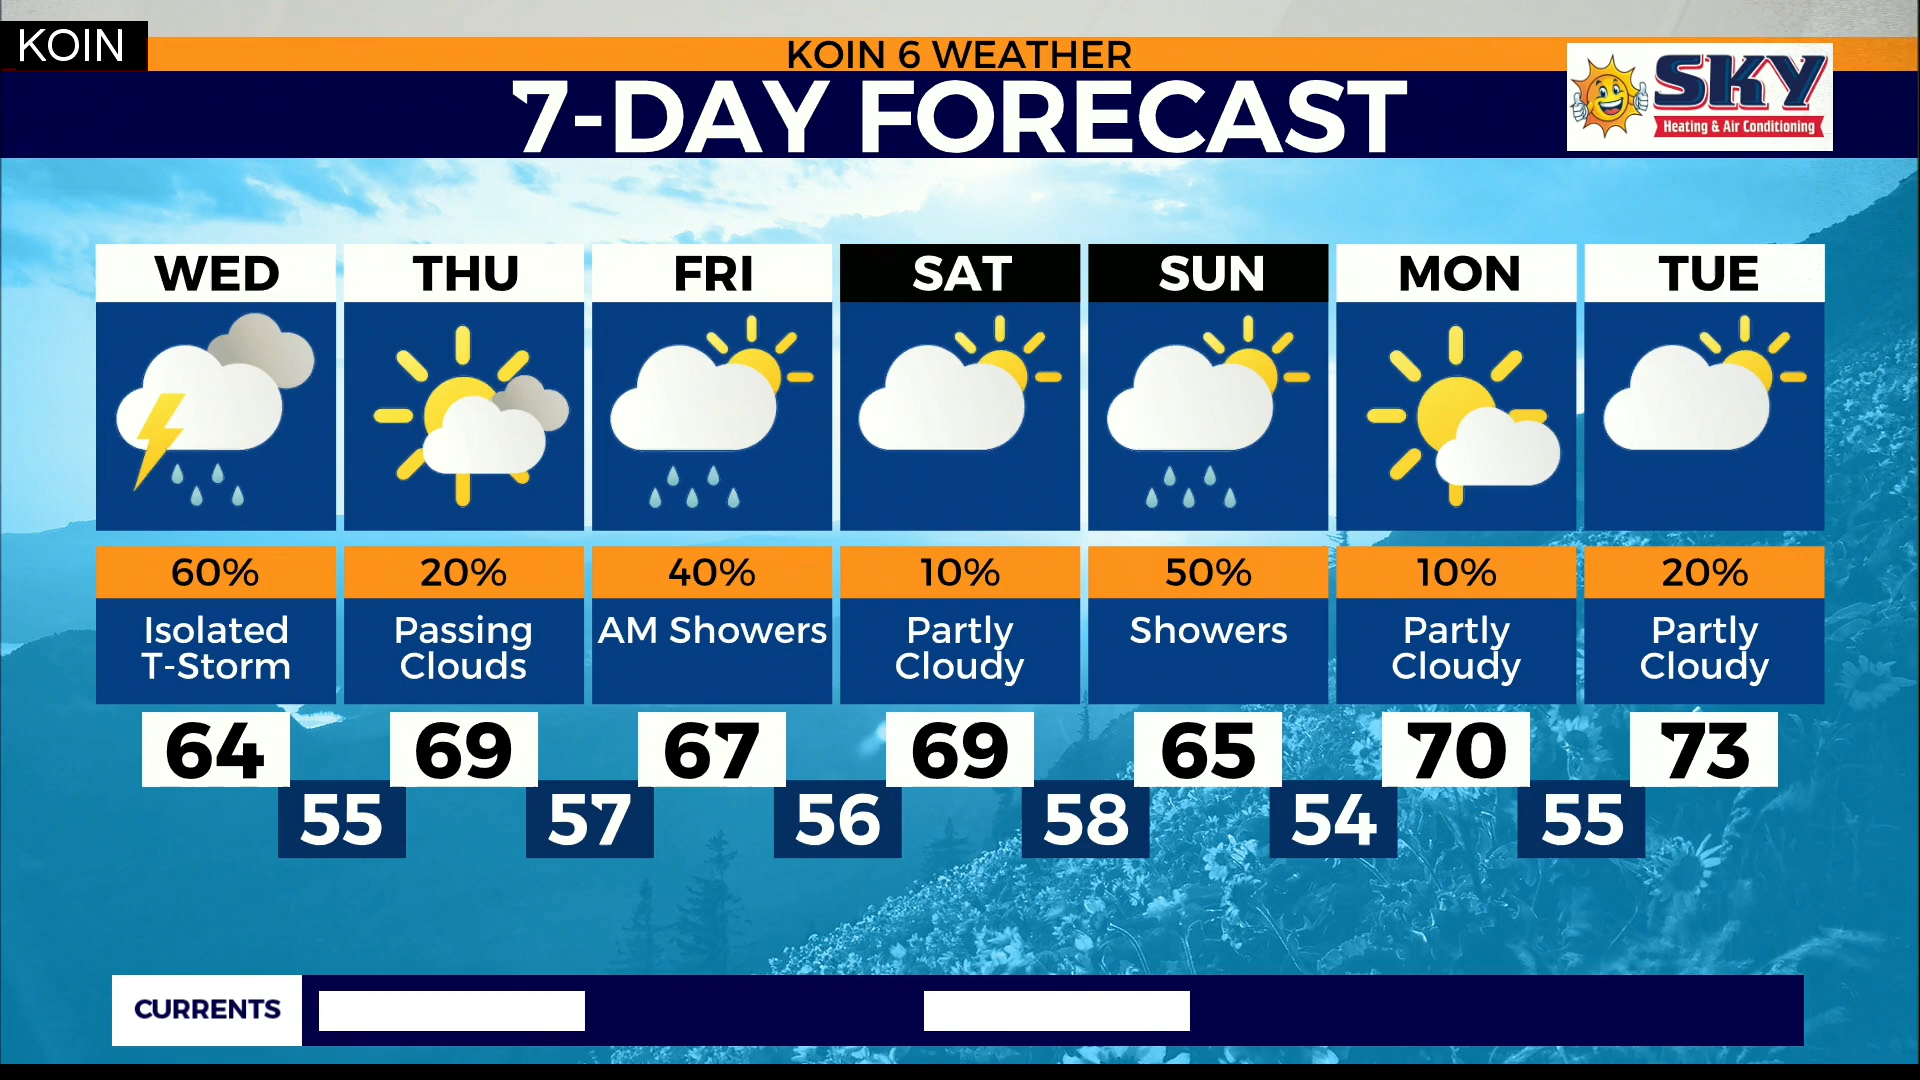 KOIN
KOIN 6 WEATHER
7-DAY FORECAST
SKY
Heating & Air Conditioning
WED THU FRI SAT SUN MON TUE
60% 20% 40% 10% 50% 10% 20%
Isolated Passing AM Showers Partly Showers Partly Partly
T-Storm Clouds Cloudy Cloudy Cloudy
64 69 67 69 65 70 73
55 57 56 58 54 55
CURRENTS